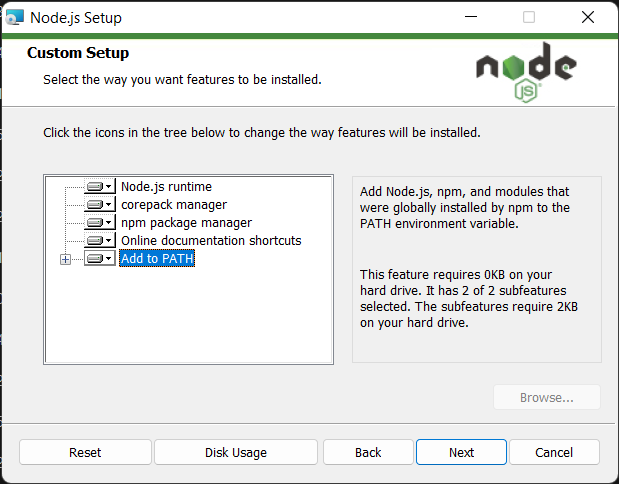 Node.js Setup
Custom Setup
Select the way you want features to be installed.
node
JS
Click the icons in the tree below to change the way features will be installed.
Node.js runtime
corepack manager
npm package manager
Online documentation shortcuts
Add to PATH
Add Node.js, npm, and modules that
were globally installed by npm to the
PATH environment variable.
This feature requires 0KB on your
hard drive. It has 2 of 2 subfeatures
selected. The subfeatures require 2KB
on your hard drive.
Browse...
Reset
Disk Usage
Back
Next
Cancel